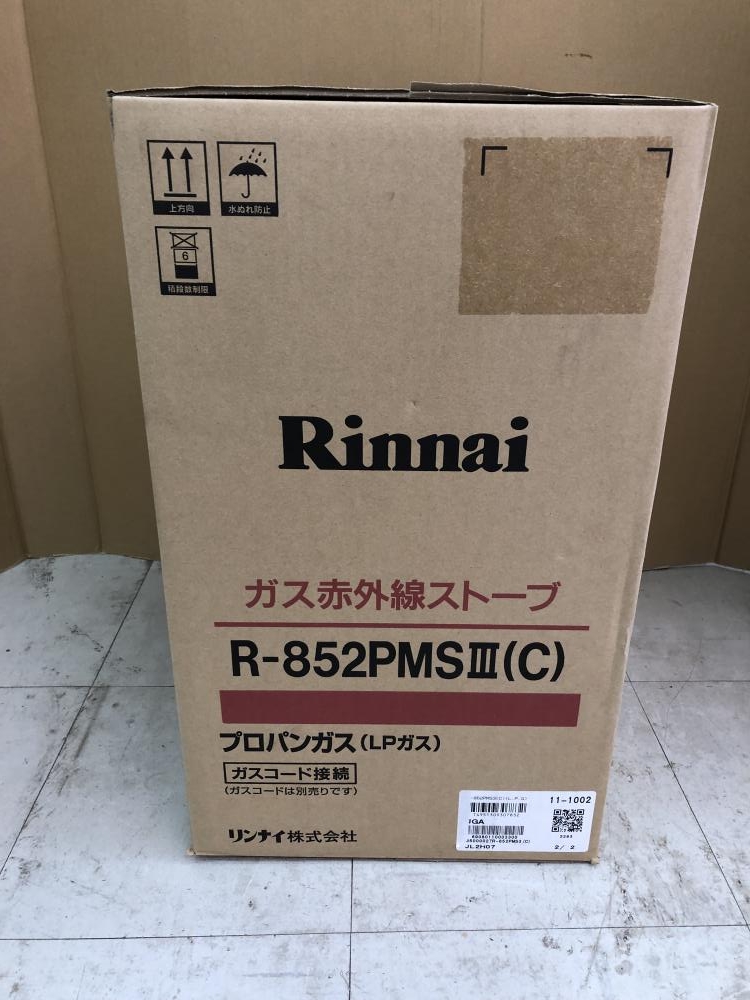 上方向
水ぬれ防止
6
積段数制限
Rinnai
ガス赤外線ストーブ
R-852PMSⅢ(C)
プロパンガス(LPガス)
ガスコード接続
(ガスコードは別売りです)
リンナイ株式会社
11-1002
IGA
JL2H07
2/ 2